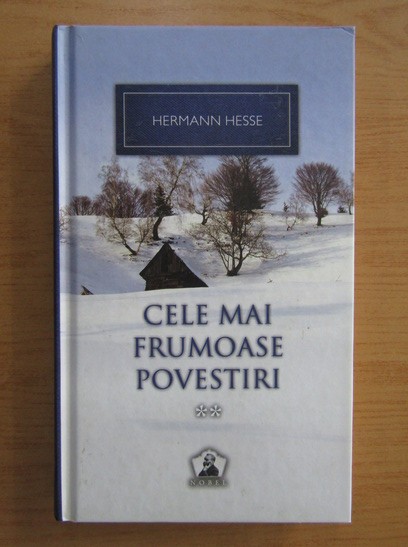 HERMANN HESSE
CELE MAI
FRUMOASE
POVESTIRI
**
NOBEL